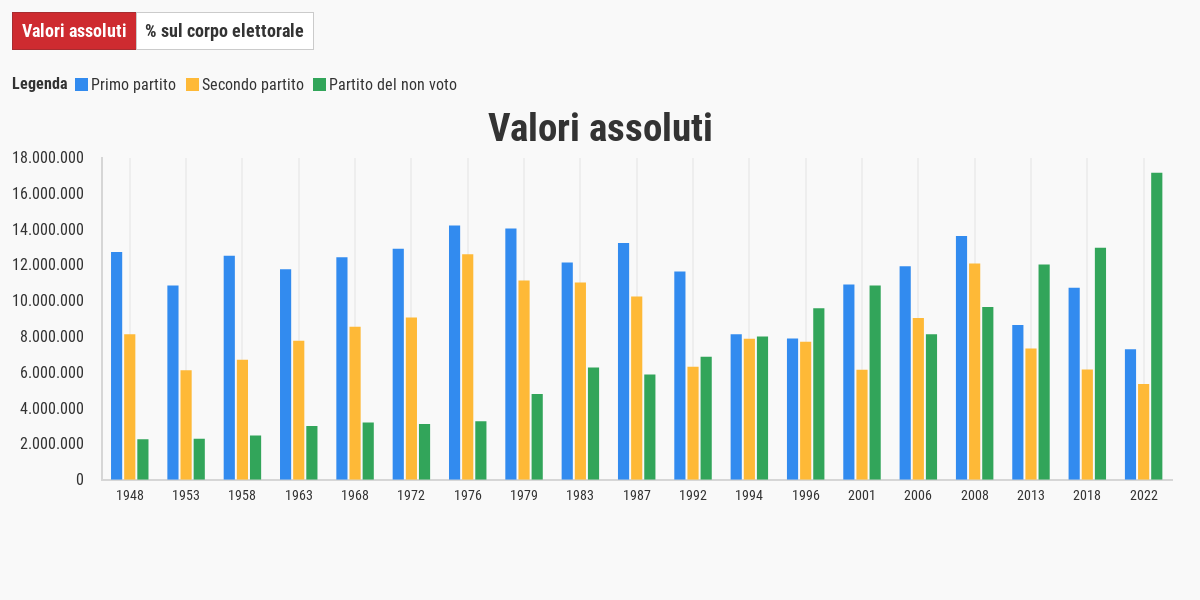 Valori assoluti % sul corpo elettorale
Legenda Primo partito Secondo partito Partito del non voto
Valori assoluti
18.000.000
16.000.000
14.000.000
12.000.000
10.000.000
8.000.000
6.000.000
4.000.000
2.000.000
0
1948 1953 1958 1963 1968 1972 1976 1979 1983 1987 1992 1994 1996 2001 2006 2008 2013 2018 2022